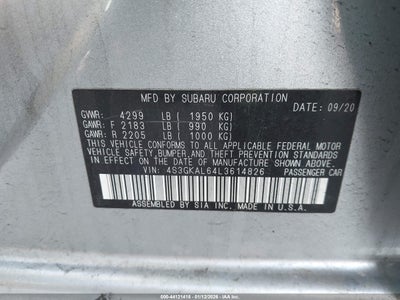 MFD BY SUBARU CORPORATION
DATE: 09/20
GVWR: 4299 LB ( 1950 KG)
GAWR: F 2183 LB ( 990 KG)
GAWR: R 2205 LB ( 1000 KG)
THIS VEHICLE CONFORMS TO ALL APPLICABLE FEDERAL MOTOR
VEHICLE SAFETY, BUMPER, AND THEFT PREVENTION STANDARDS
IN EFFECT ON THE DATE OF MANUFACTURE SHOWN ABOVE.
VIN: 4S3GKAL64L3614826 PASSENGER CAR
ASSEMBLED BY SIA INC. MADE IN U.S.A.
000-44121418 - 01/12/2026 - IAA Branch